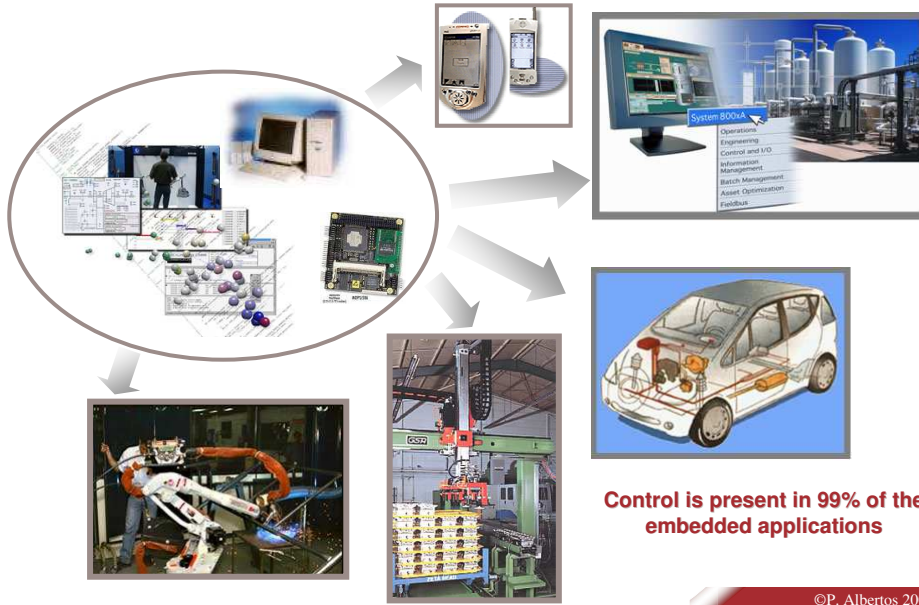 System 800xA
Operations
Engineering
Control and I/O
Information
Management
Batch Management
Asset Optimization
Fieldbus
GSR
Control is present in 99% of the
embedded applications
©P. Albertos 20